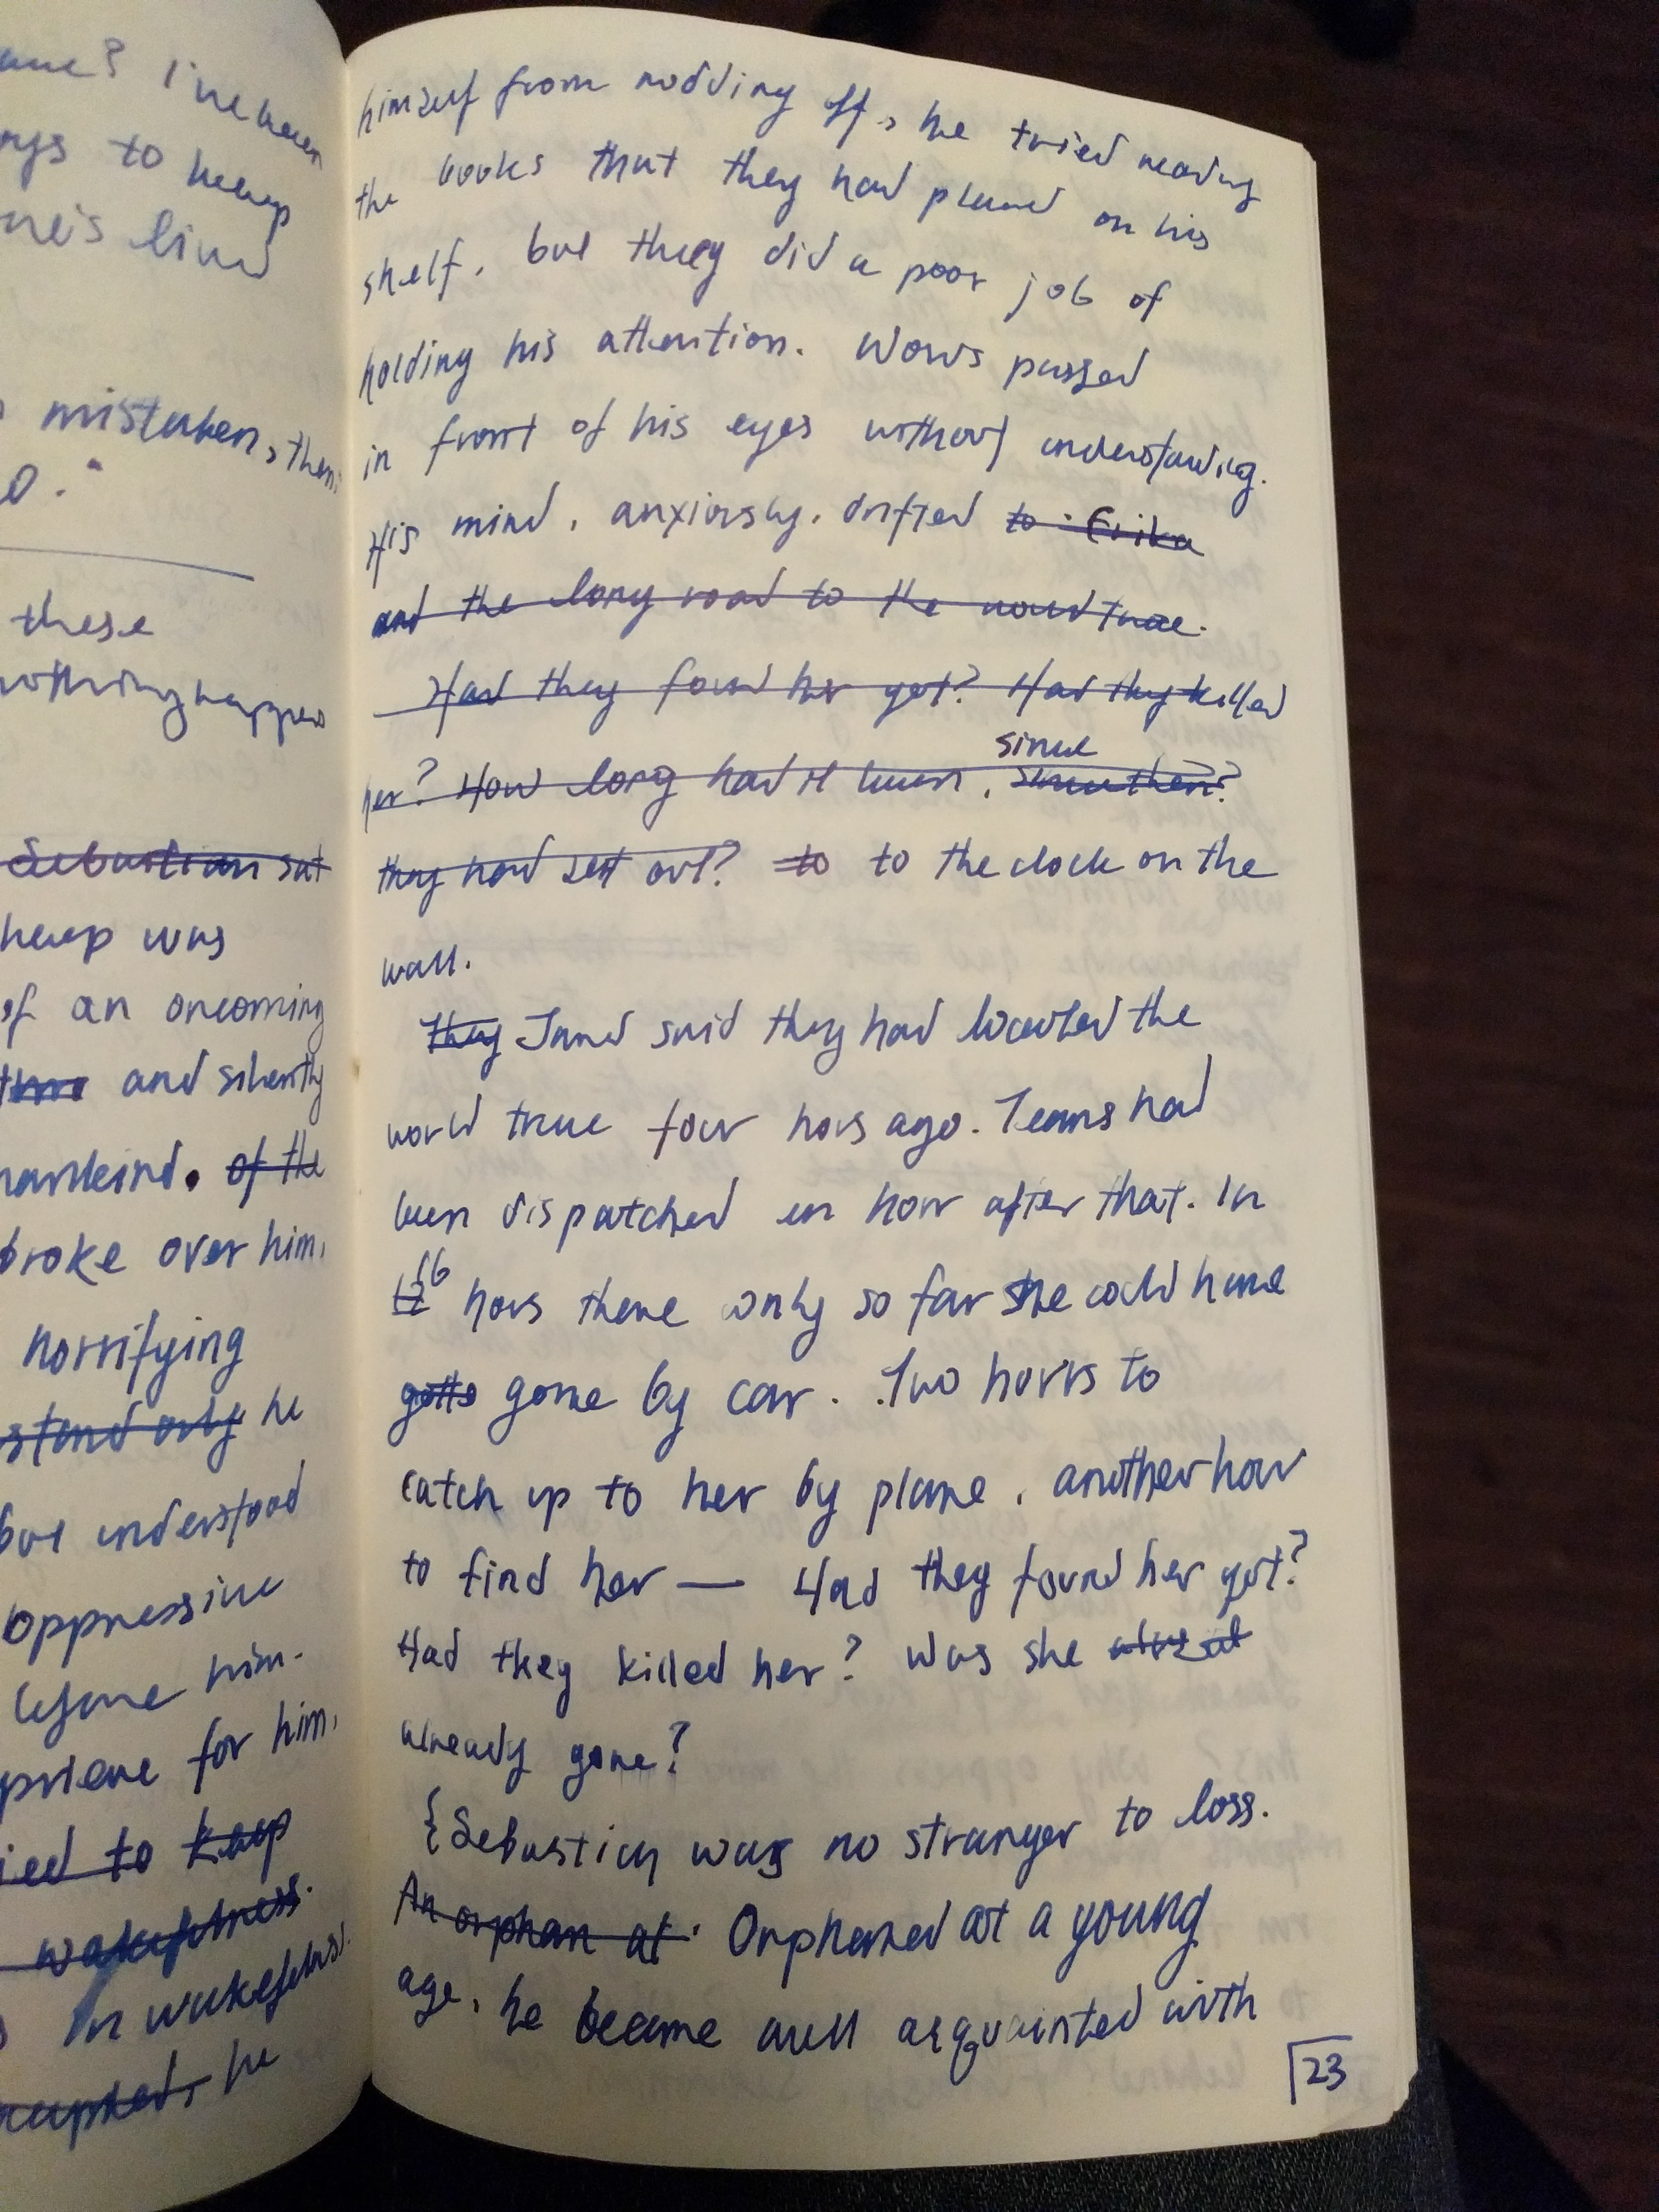 ame? I've been
ays to keep
ne's lined
mistaken, then
o."
these
nothing happens
Sebastian sat
heap was
of an oncoming
time and silently
mankind. of the
broke over him,
horrifying
stand only he
but understood
oppressive
before him.
prieve for him,
ied to keep
wakefulness.
in wakefulness.
he
himself from nodding off, he tried reading
the books that they had placed on his
shelf, but they did a poor job of
holding his attention. Words passed
in front of his eyes without understanding.
His mind, anxiously, drifted to Erika
and the long road to the world tree.
Had they found her yet? Had they killed
since
her? How long had it been, since then?
they had set out? to to the clock on the
wall.
They Jand said they had located the
world true four hors ago. Teams had
been dispatched an hour after that. In
12 16 hors there only so far she could have
gotte gone by car. Two hours to
catch up to her by plane, another hour
to find her — Had they found her yet?
Had they killed her? Was she
already gone?
{Sebastian was no stranger to loss.
An orphan at. Orphaned at a young
age, he became well acquainted with
23